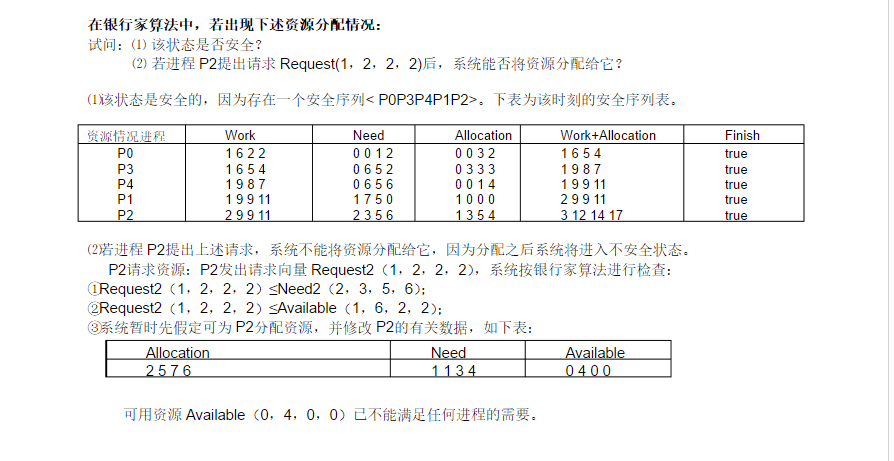 在银行家算法中，若出现下述资源分配情况：
试问：⑴ 该状态是否安全？
⑵ 若进程 P2提出请求 Request(1，2，2，2)后，系统能否将资源分配给它？
⑴该状态是安全的，因为存在一个安全序列< P0P3P4P1P2>。下表为该时刻的安全序列表。
资源情况进程 Work Need Allocation Work+Allocation Finish
P0 1 6 2 2 0 0 1 2 0 0 3 2 1 6 5 4 true
P3 1 6 5 4 0 6 5 2 0 3 3 3 1 9 8 7 true
P4 1 9 8 7 0 6 5 6 0 0 1 4 1 9 9 11 true
P1 1 9 9 11 1 7 5 0 1 0 0 0 2 9 9 11 true
P2 2 9 9 11 2 3 5 6 1 3 5 4 3 12 14 17 true
⑵若进程 P2提出上述请求，系统不能将资源分配给它，因为分配之后系统将进入不安全状态。
P2请求资源：P2发出请求向量 Request2（1，2，2，2），系统按银行家算法进行检查：
①Request2（1，2，2，2）≤Need2（2，3，5，6）；
②Request2（1，2，2，2）≤Available（1，6，2，2）；
③系统暂时先假定可为 P2分配资源，并修改 P2的有关数据，如下表：
Allocation Need Available
2 5 7 6 1 1 3 4 0 4 0 0
可用资源 Available（0，4，0，0）已不能满足任何进程的需要。